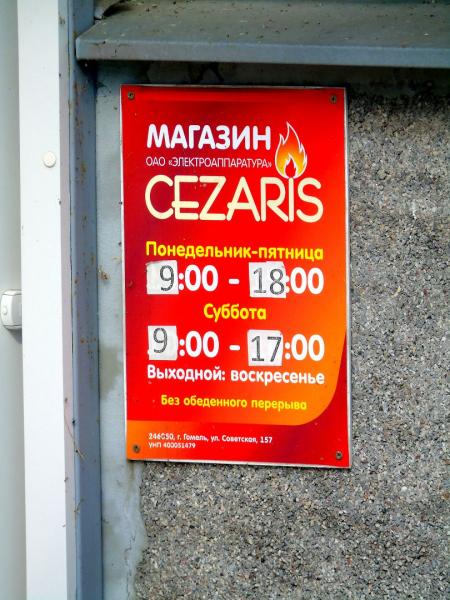 МАГАЗИН
ОАО «ЭЛЕКТРОАППАРАТУРА»
CEZARIS
Понедельник-пятница
9:00 - 18:00
Суббота
9:00 - 17:00
Выходной: воскресенье
Без обеденного перерыва
246050, г. Гомель, ул. Советская, 157
УНП 400051479